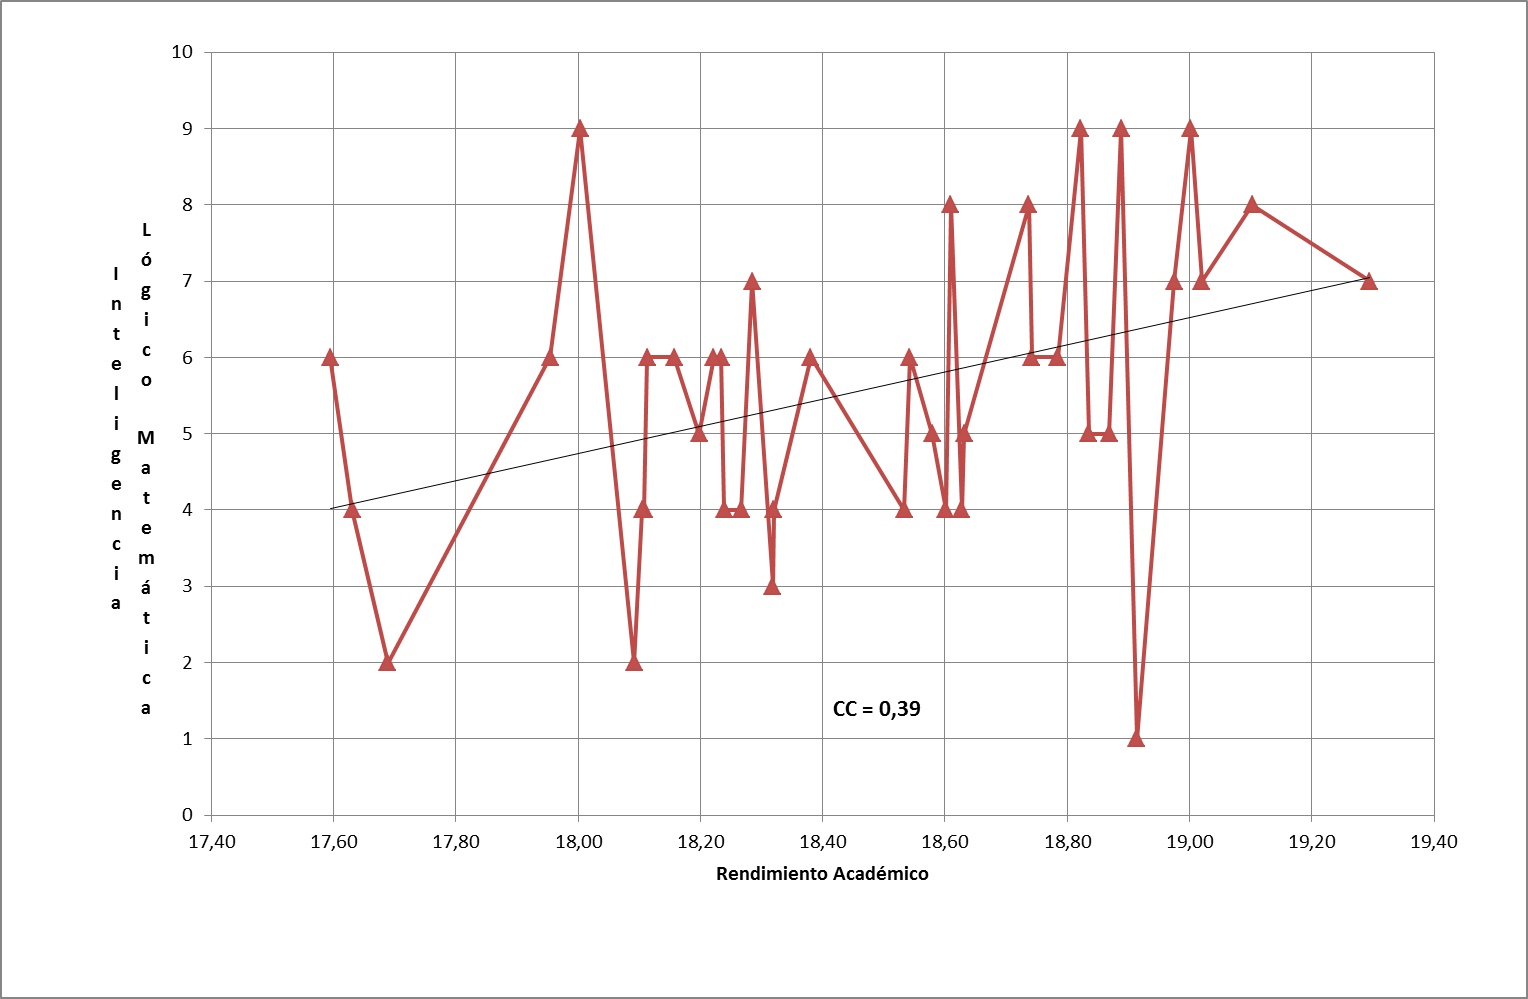 10
9
8
7
6
5
4
3
2
1
0
Inteligencia
Lógico Matemática
CC = 0,39
17,40 17,60 17,80 18,00 18,20 18,40 18,60 18,80 19,00 19,20 19,40
Rendimiento Académico